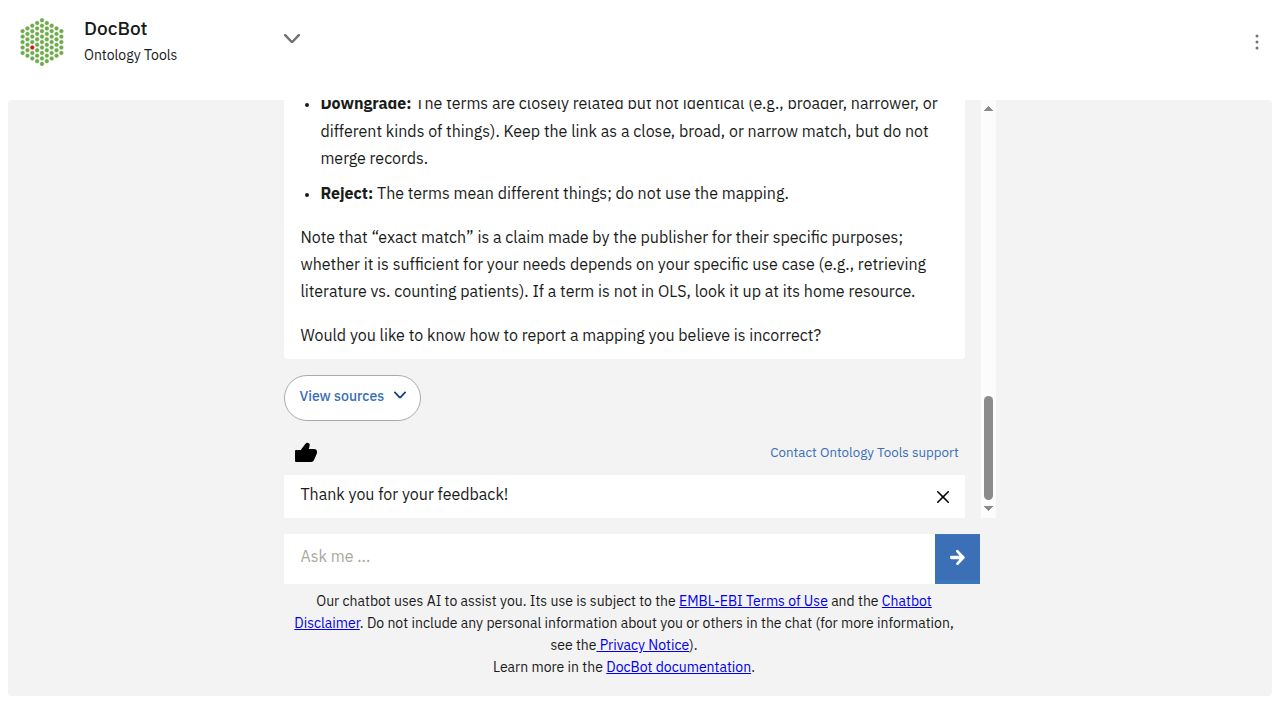 DocBot
Ontology Tools
• Downgrade: The terms are closely related but not identical (e.g., broader, narrower, or
different kinds of things). Keep the link as a close, broad, or narrow match, but do not
merge records.
• Reject: The terms mean different things; do not use the mapping.
Note that “exact match” is a claim made by the publisher for their specific purposes;
whether it is sufficient for your needs depends on your specific use case (e.g., retrieving
literature vs. counting patients). If a term is not in OLS, look it up at its home resource.
Would you like to know how to report a mapping you believe is incorrect?
View sources
Contact Ontology Tools support
Thank you for your feedback!
Ask me ...
Our chatbot uses AI to assist you. Its use is subject to the EMBL-EBI Terms of Use and the Chatbot
Disclaimer. Do not include any personal information about you or others in the chat (for more information,
see the Privacy Notice).
Learn more in the DocBot documentation.